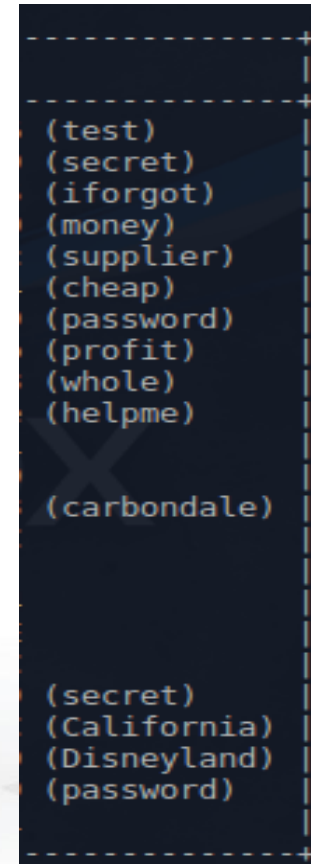 (test)
(secret)
(iforgot)
(money)
(supplier)
(cheap)
(password)
(profit)
(whole)
(helpme)
(carbondale)
(secret)
(California)
(Disneyland)
(password)